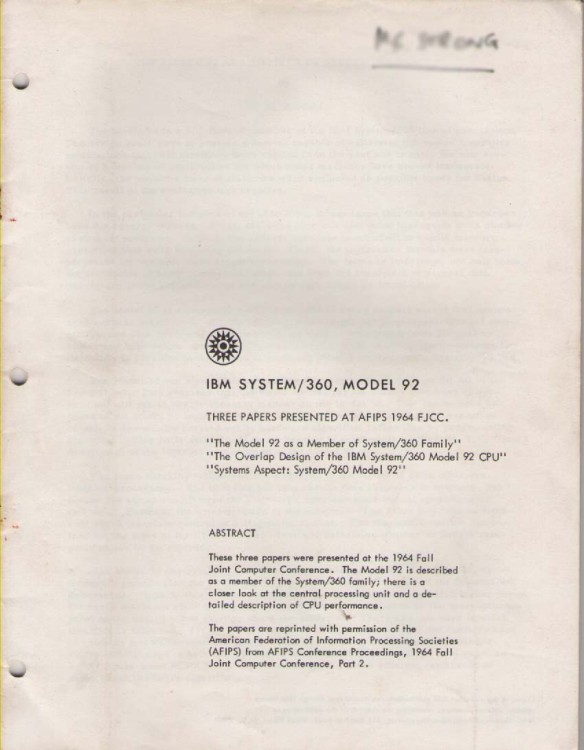 IBM SYSTEM/360, MODEL 92
THREE PAPERS PRESENTED AT AFIPS 1964 FJCC.
"The Model 92 as a Member of System/360 Family"
"The Overlap Design of the IBM System/360 Model 92 CPU"
"Systems Aspect: System/360 Model 92"
ABSTRACT
These three papers were presented at the 1964 Fall
Joint Computer Conference. The Model 92 is described
as a member of the System/360 family; there is a
closer look at the central processing unit and a de-
tailed description of CPU performance.
The papers are reprinted with permission of the
American Federation of Information Processing Societies
(AFIPS) from AFIPS Conference Proceedings, 1964 Fall
Joint Computer Conference, Part 2.